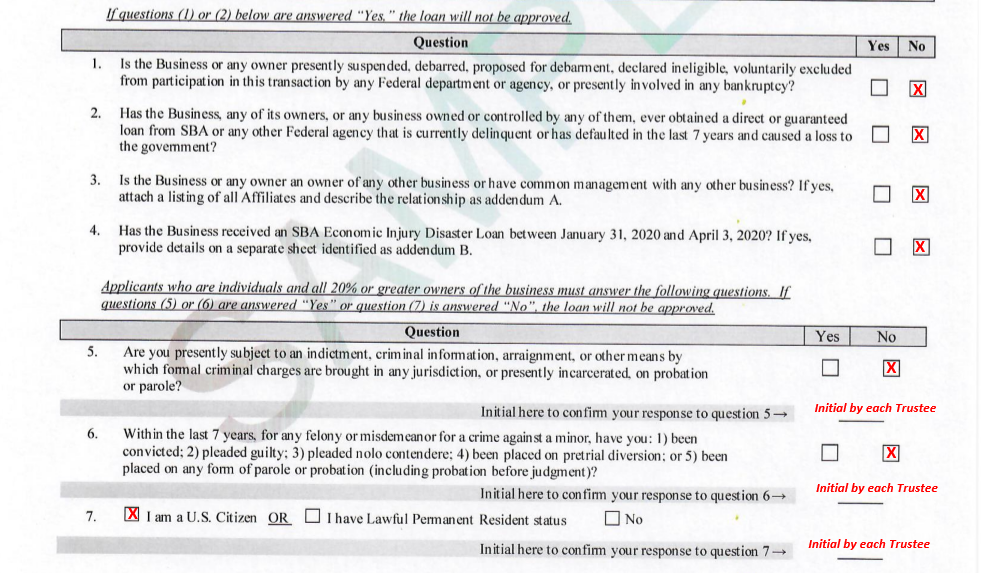 If questions (1) or (2) below are answered “Yes,” the loan will not be approved.
Question Yes No
1. Is the Business or any owner presently suspended, debarred, proposed for debarment, declared ineligible, voluntarily excluded
from participation in this transaction by any Federal department or agency, or presently involved in any bankruptcy? X
2. Has the Business, any of its owners, or any business owned or controlled by any of them, ever obtained a direct or guaranteed
loan from SBA or any other Federal agency that is currently delinquent or has defaulted in the last 7 years and caused a loss to
the government? X
3. Is the Business or any owner an owner of any other business or have common management with any other business? If yes,
attach a listing of all Affiliates and describe the relationship as addendum A. X
4. Has the Business received an SBA Economic Injury Disaster Loan between January 31, 2020 and April 3, 2020? If yes,
provide details on a separate sheet identified as addendum B. X
Applicants who are individuals and all 20% or greater owners of the business must answer the following questions. If
questions (5) or (6) are answered “Yes” or question (7) is answered “No”, the loan will not be approved.
Question Yes No
5. Are you presently subject to an indictment, criminal information, arraignment, or other means by
which formal criminal charges are brought in any jurisdiction, or presently incarcerated, on probation X
or parole?
Initial here to confirm your response to question 5→ Initial by each Trustee
6. Within the last 7 years, for any felony or misdemeanor for a crime against a minor, have you: 1) been
convicted; 2) pleaded guilty; 3) pleaded nolo contendere; 4) been placed on pretrial diversion; or 5) been X
placed on any form of parole or probation (including probation before judgment)?
Initial here to confirm your response to question 6→ Initial by each Trustee
7. X I am a U.S. Citizen OR I have Lawful Permanent Resident status No
Initial here to confirm your response to question 7→ Initial by each Trustee
SAMPLE